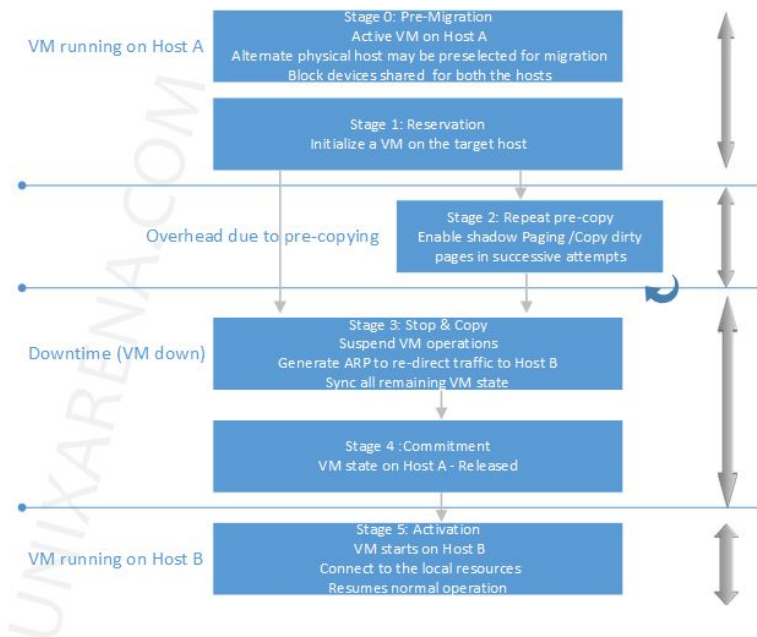 Stage 0: Pre-Migration
VM running on Host A
Active VM on Host A
Alternate physical host may be preselected for migration
Block devices shared for both the hosts
Stage 1: Reservation
Initialize a VM on the target host
Overhead due to pre-copying
Stage 2: Repeat pre-copy
Enable shadow Paging /Copy dirty
pages in successive attempts
Stage 3: Stop & Copy
Suspend VM operations
Downtime (VM down)
Generate ARP to re-direct traffic to Host B
Sync all remaining VM state
Stage 4 :Commitment
VM state on Host A - Released
Stage 5: Activation
VM starts on Host B
VM running on Host B
Connect to the local resources
Resumes normal operation
UNIXARENA.COM